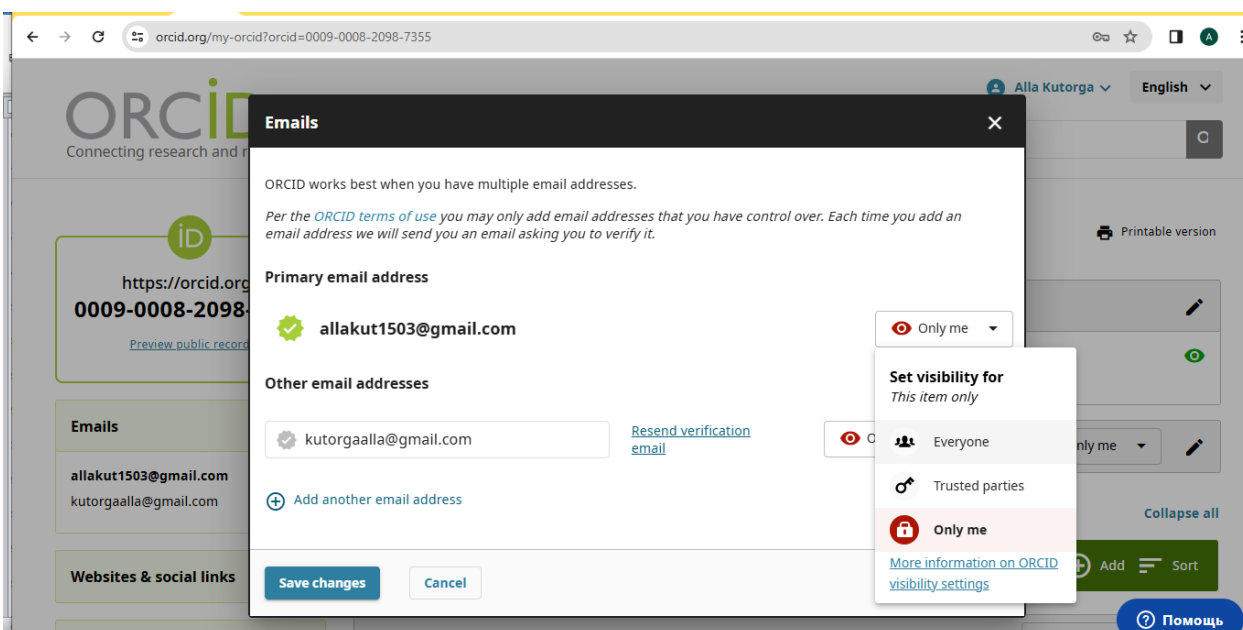 orcid.org/my-orcid?orcid=0009-0008-2098-7355
A
Alla Kutorga
English
ORCID
Connecting research and r
Emails
ORCID works best when you have multiple email addresses.
Per the ORCID terms of use you may only add email addresses that you have control over. Each time you add an
email address we will send you an email asking you to verify it.
Printable version
iD
https://orcid.org
0009-0008-2098-
Preview public record
Primary email address
allakut1503@gmail.com
Only me
Set visibility for
This item only
Everyone
Trusted parties
Only me
More information on ORCID
visibility settings
Other email addresses
kutorgaalla@gmail.com
Resend verification
email
O
Add another email address
Save changes
Cancel
Emails
allakut1503@gmail.com
kutorgaalla@gmail.com
Websites & social links
nly me
Collapse all
Add
Sort
Помощь